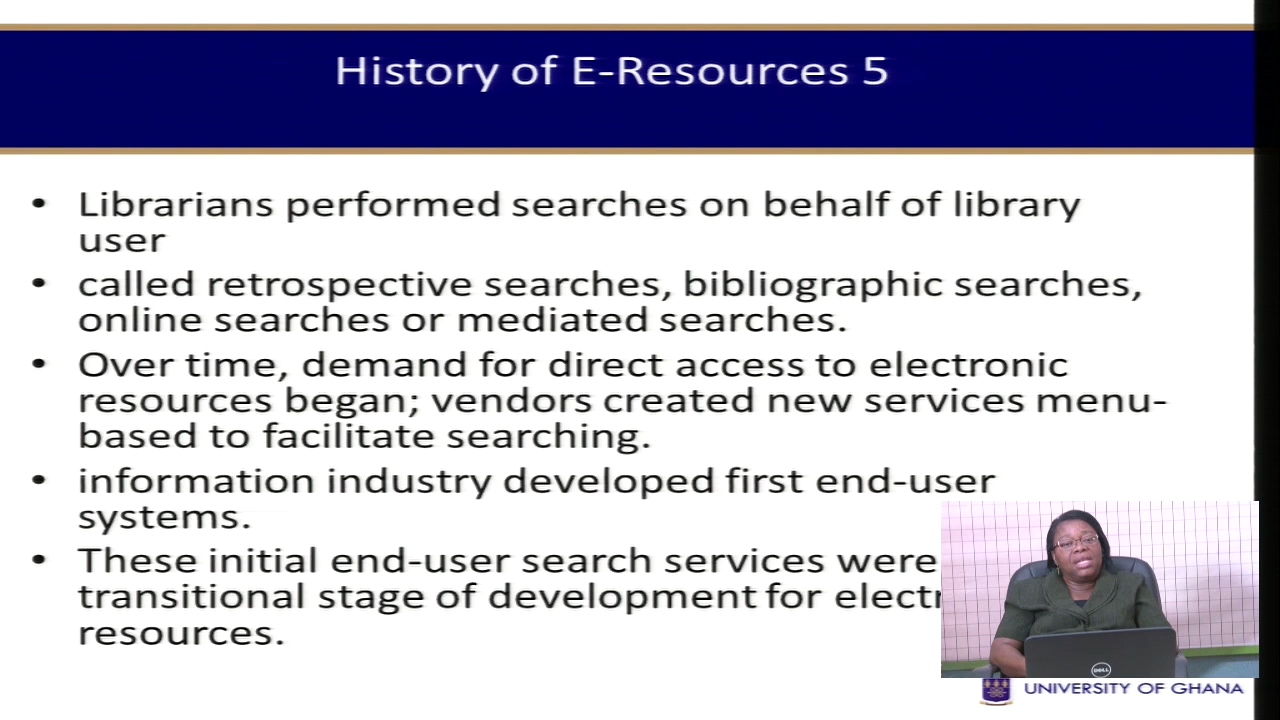 History of E-Resources 5
• Librarians performed searches on behalf of library
user
• called retrospective searches, bibliographic searches,
online searches or mediated searches.
• Over time, demand for direct access to electronic
resources began; vendors created new services menu-
based to facilitate searching.
• information industry developed first end-user
systems.
• These initial end-user search services were
transitional stage of development for
resources.
DELL
UNIVERSITY OF GHANA